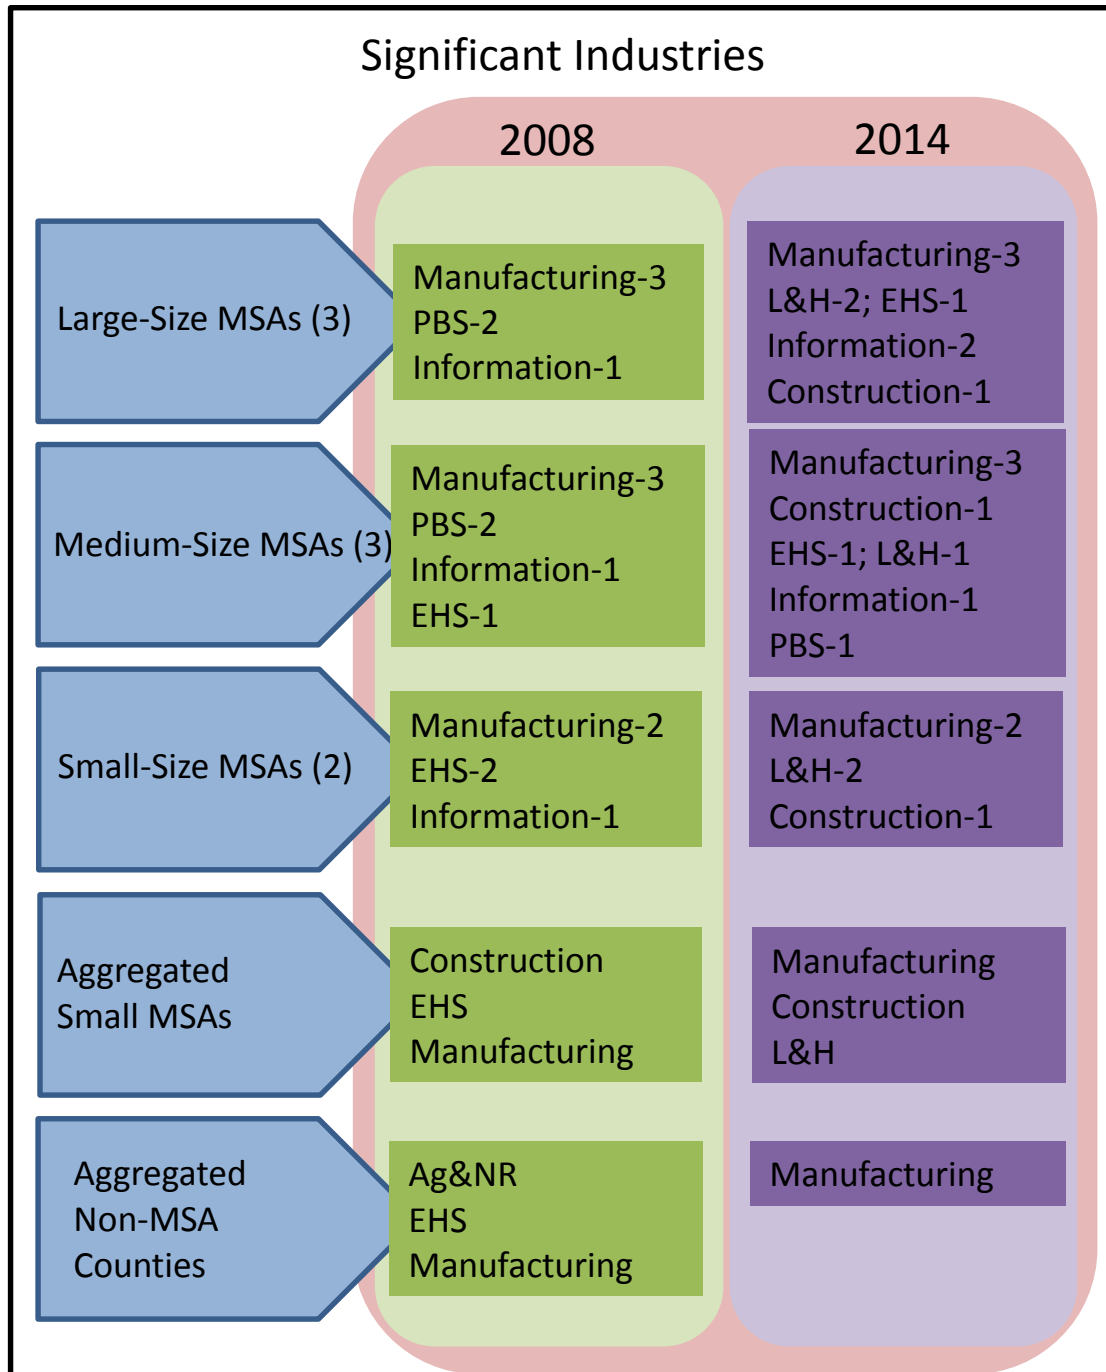 Significant Industries
2008
2014
Large-Size MSAs (3)
Manufacturing-3
PBS-2
Information-1
Manufacturing-3
L&H-2; EHS-1
Information-2
Construction-1
Medium-Size MSAs (3)
Manufacturing-3
PBS-2
Information-1
EHS-1
Manufacturing-3
Construction-1
EHS-1; L&H-1
Information-1
PBS-1
Small-Size MSAs (2)
Manufacturing-2
EHS-2
Information-1
Manufacturing-2
L&H-2
Construction-1
Aggregated
Small MSAs
Construction
EHS
Manufacturing
Manufacturing
Construction
L&H
Aggregated
Non-MSA
Counties
Ag&NR
EHS
Manufacturing
Manufacturing